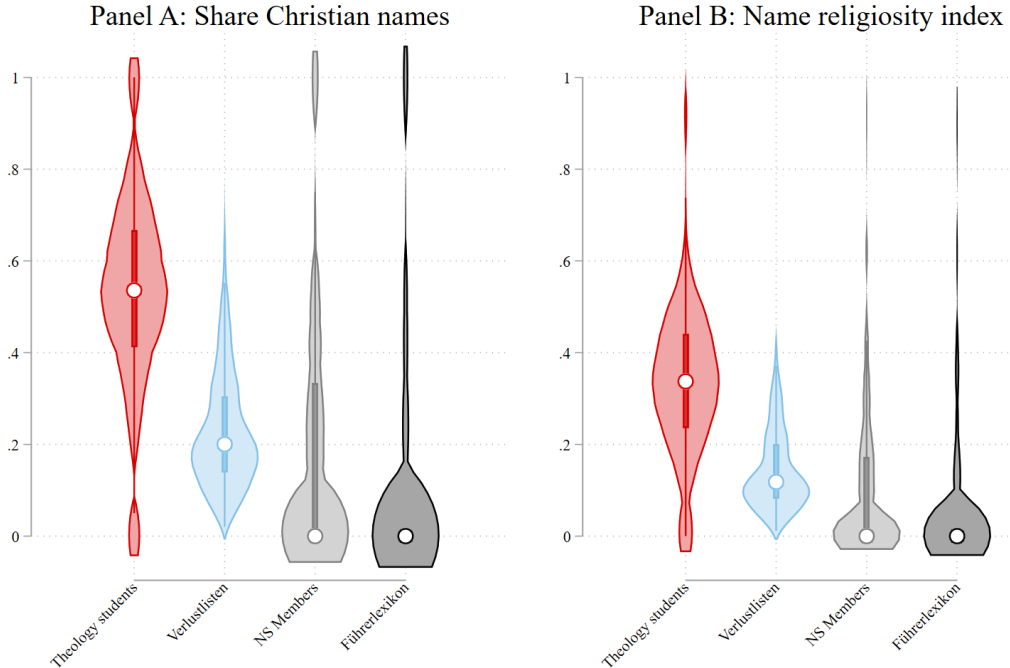 Panel A: Share Christian names
1
.8
.6
.4
.2
0
Theology students
Verlustlisten
NS Members
Führerlexikon
Panel B: Name religiosity index
1
.8
.6
.4
.2
0
Theology students
Verlustlisten
NS Members
Führerlexikon